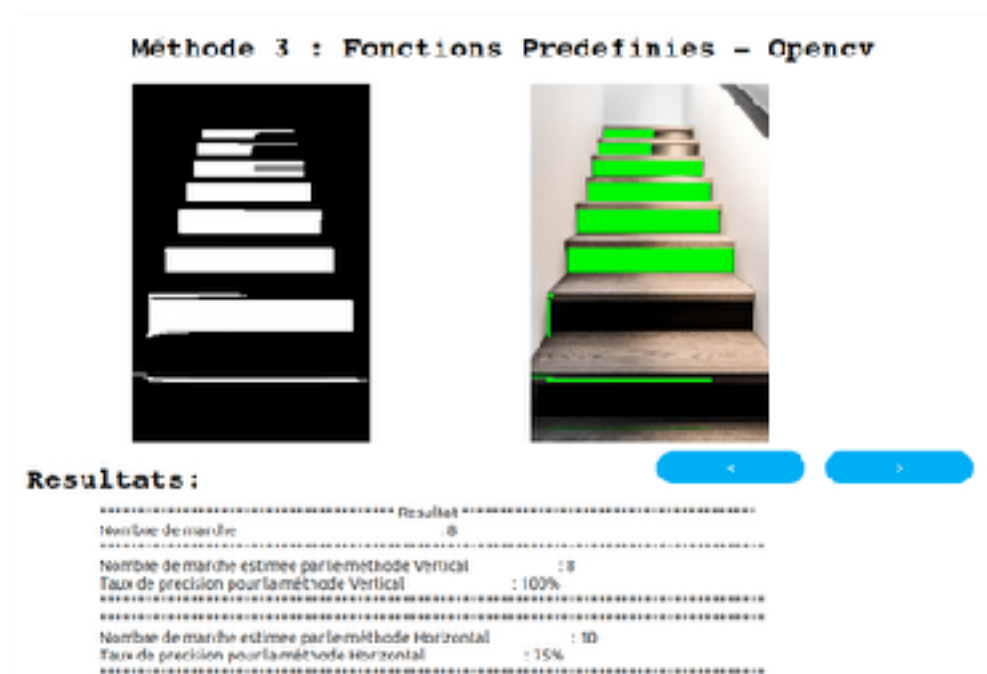 Méthode 3 : Fonctions Predefinies - Opencv
Resultats:
< >
Resultat
Nombre de marche : 8
Nombre de marche estimee par le méthode Vertical : 8
Taux de precision pour la méthode Vertical : 100%
Nombre de marche estimee par le méthode Horizontal : 10
Taux de precision pour la méthode Horizontal : 75%